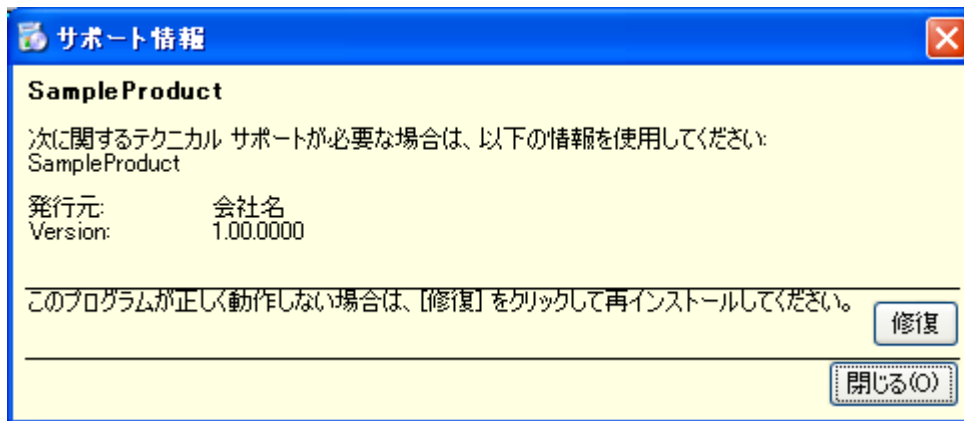 サポート情報
SampleProduct
次に関するテクニカル サポートが必要な場合は、以下の情報を使用してください:
SampleProduct
発行元: 会社名
Version: 1.00.0000
このプログラムが正しく動作しない場合は、[修復] をクリックして再インストールしてください。
修復
閉じる(O)